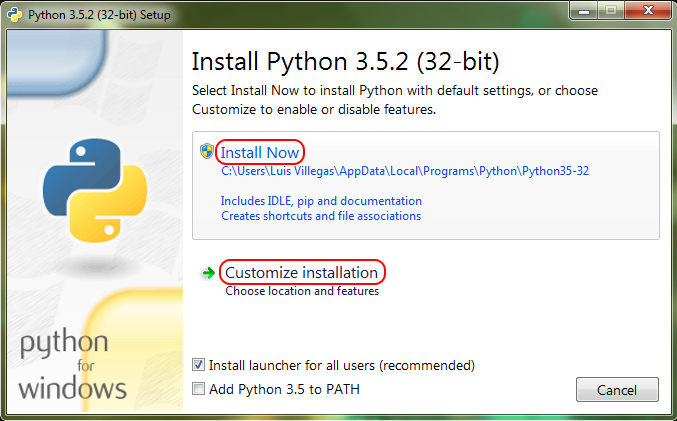 Python 3.5.2 (32-bit) Setup
Install Python 3.5.2 (32-bit)
Select Install Now to install Python with default settings, or choose
Customize to enable or disable features.
Install Now
C:\Users\Luis Villegas\AppData\Local\Programs\Python\Python35-32
Includes IDLE, pip and documentation
Creates shortcuts and file associations
Customize installation
Choose location and features
python
for
windows
Install launcher for all users (recommended)
Add Python 3.5 to PATH
Cancel